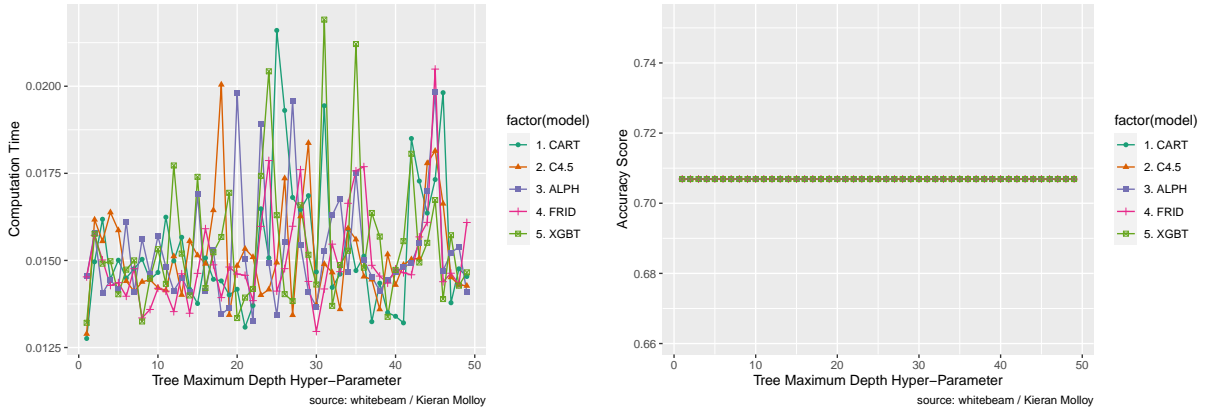 Computation Time
0.0200
0.0175
0.0150
0.0125
0 10 20 30 40 50
Tree Maximum Depth Hyper−Parameter
source: whitebeam / Kieran Molloy
factor(model)
1. CART
2. C4.5
3. ALPH
4. FRID
5. XGBT
Accuracy Score
0.74
0.72
0.70
0.68
0.66
0 10 20 30 40 50
Tree Maximum Depth Hyper−Parameter
source: whitebeam / Kieran Molloy
factor(model)
1. CART
2. C4.5
3. ALPH
4. FRID
5. XGBT